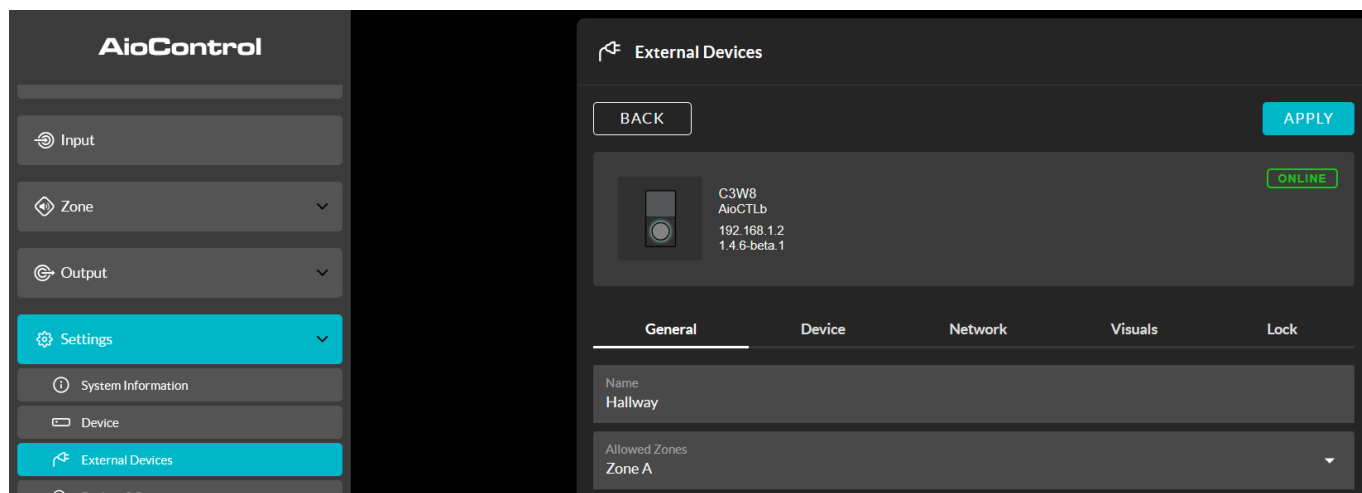 AioControl
Input
Zone
Output
Settings
System Information
Device
External Devices
External Devices
BACK
APPLY
C3W8
AioCTLb
192.168.1.2
1.4.6-beta.1
ONLINE
General Device Network Visuals Lock
Name
Hallway
Allowed Zones
Zone A